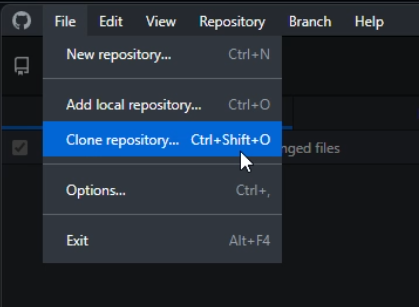 File Edit View Repository Branch Help
New repository... Ctrl+N
Add local repository... Ctrl+O
Clone repository... Ctrl+Shift+O
files
Options... Ctrl+,
Exit Alt+F4